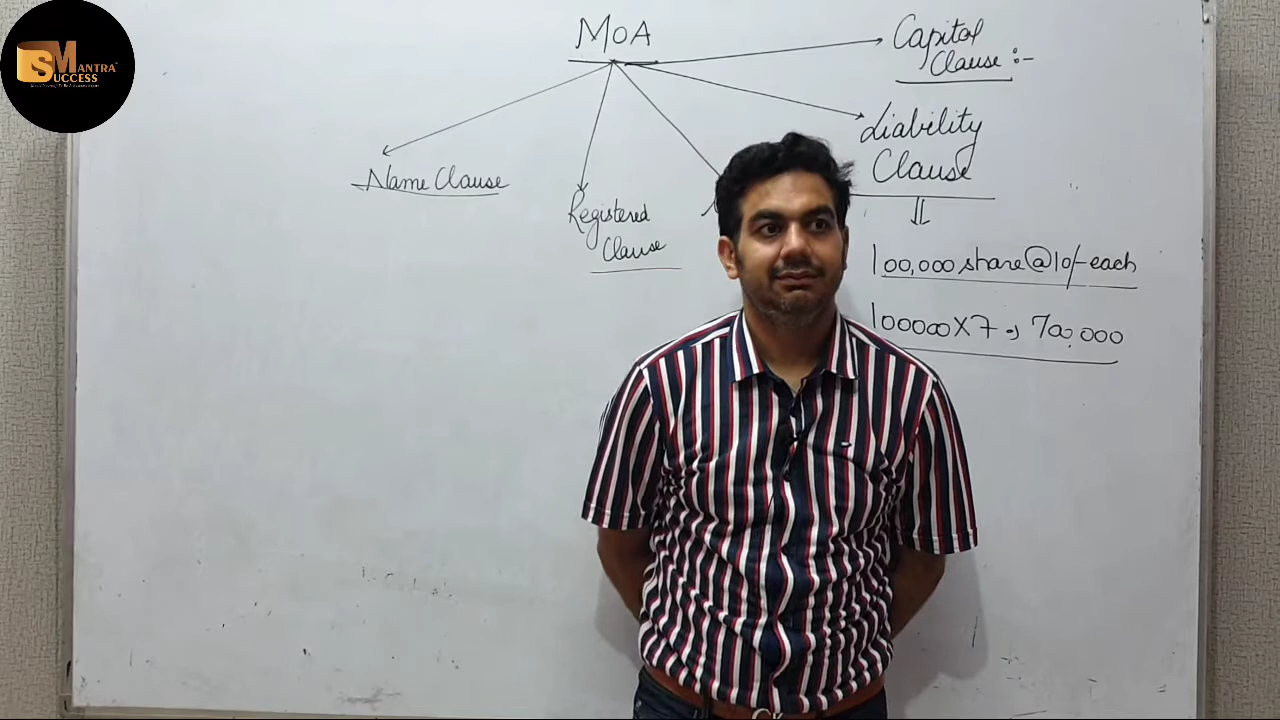 SMANTRA
SUCCESS
MOA
Capital
Clause :-
Liability
Clause
Name Clause
Registered
Clause
100,000 share @ 10/- each
100000 X 7 = 700,000